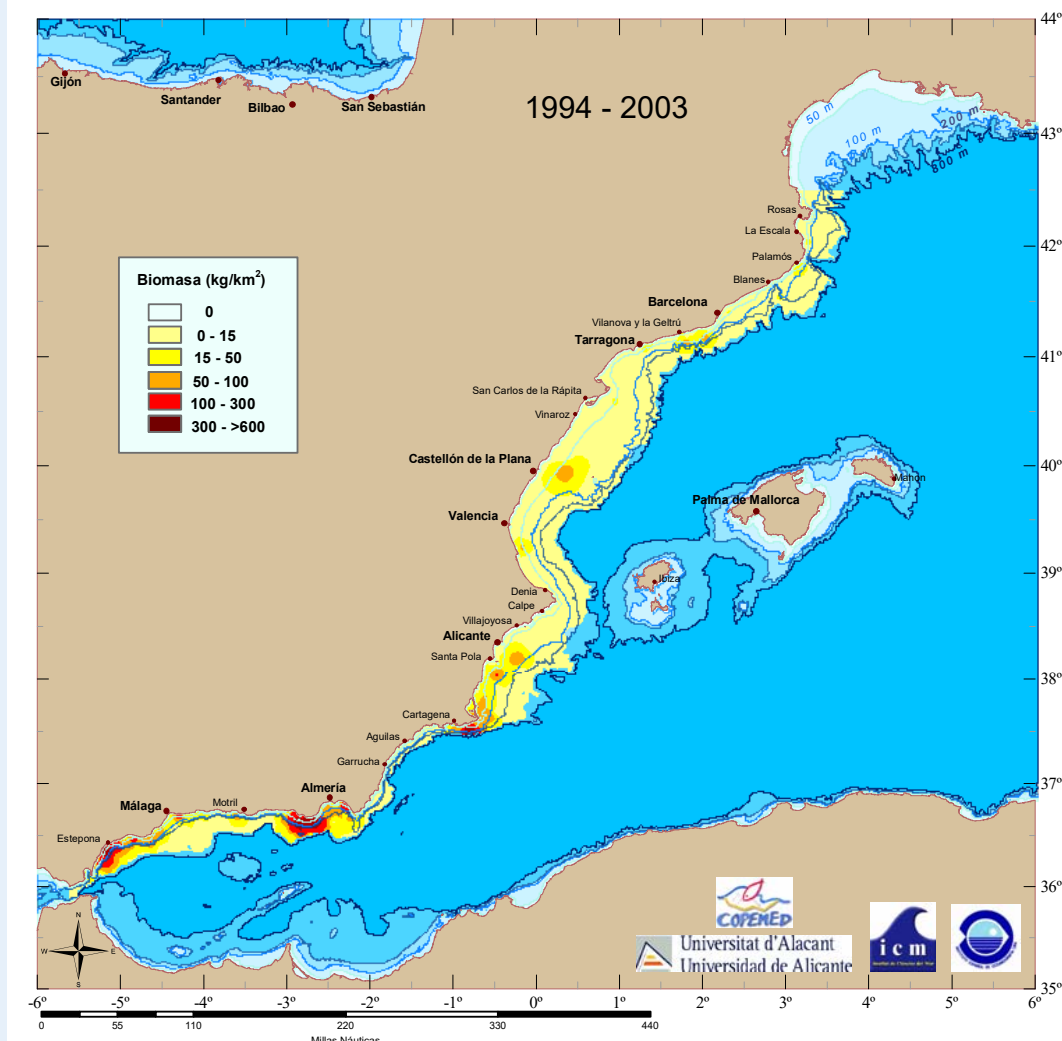 1994 - 2003
44º
43º
42º
41º
40º
39º
38º
37º
36º
35º
Gijón
Santander
Bilbao
San Sebastián
50 m
100 m
200 m
800 m
Rosas
La Escala
Palamós
Blanes
Barcelona
Vilanova y la Geltrú
Tarragona
San Carlos de la Rápita
Vinaroz
Castellón de la Plana
Valencia
Palma de Mallorca
Mahón
Ibiza
Denia
Calpe
Villajoyosa
Alicante
Santa Pola
Cartagena
Aguilas
Garrucha
Almería
Motril
Málaga
Estepona
Biomasa (kg/km²)
0
0 - 15
15 - 50
50 - 100
100 - 300
300 - >600
N
W E
S
COPEMED
Universitat d'Alacant
Universidad de Alicante
icm
-6º -5º -4º -3º -2º -1º 0º 1º 2º 3º 4º 5º 6º
0 55 110 220 330 440
Millas Náuticas